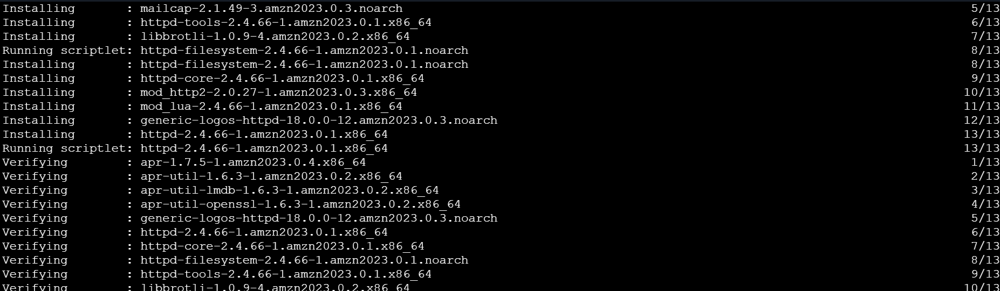 Installing : mailcap-2.1.49-3.amzn2023.0.3.noarch 5/13
Installing : httpd-tools-2.4.66-1.amzn2023.0.1.x86_64 6/13
Installing : libbrotli-1.0.9-4.amzn2023.0.2.x86_64 7/13
Running scriptlet: httpd-filesystem-2.4.66-1.amzn2023.0.1.noarch 8/13
Installing : httpd-filesystem-2.4.66-1.amzn2023.0.1.noarch 8/13
Installing : httpd-core-2.4.66-1.amzn2023.0.1.x86_64 9/13
Installing : mod_http2-2.0.27-1.amzn2023.0.3.x86_64 10/13
Installing : mod_lua-2.4.66-1.amzn2023.0.1.x86_64 11/13
Installing : generic-logos-httpd-18.0.0-12.amzn2023.0.3.noarch 12/13
Installing : httpd-2.4.66-1.amzn2023.0.1.x86_64 13/13
Running scriptlet: httpd-2.4.66-1.amzn2023.0.1.x86_64 13/13
Verifying : apr-1.7.5-1.amzn2023.0.4.x86_64 1/13
Verifying : apr-util-1.6.3-1.amzn2023.0.2.x86_64 2/13
Verifying : apr-util-lmdb-1.6.3-1.amzn2023.0.2.x86_64 3/13
Verifying : apr-util-openssl-1.6.3-1.amzn2023.0.2.x86_64 4/13
Verifying : generic-logos-httpd-18.0.0-12.amzn2023.0.3.noarch 5/13
Verifying : httpd-2.4.66-1.amzn2023.0.1.x86_64 6/13
Verifying : httpd-core-2.4.66-1.amzn2023.0.1.x86_64 7/13
Verifying : httpd-filesystem-2.4.66-1.amzn2023.0.1.noarch 8/13
Verifying : httpd-tools-2.4.66-1.amzn2023.0.1.x86_64 9/13
Verifying : libbrotli-1.0.9-4.amzn2023.0.2.x86_64 10/13